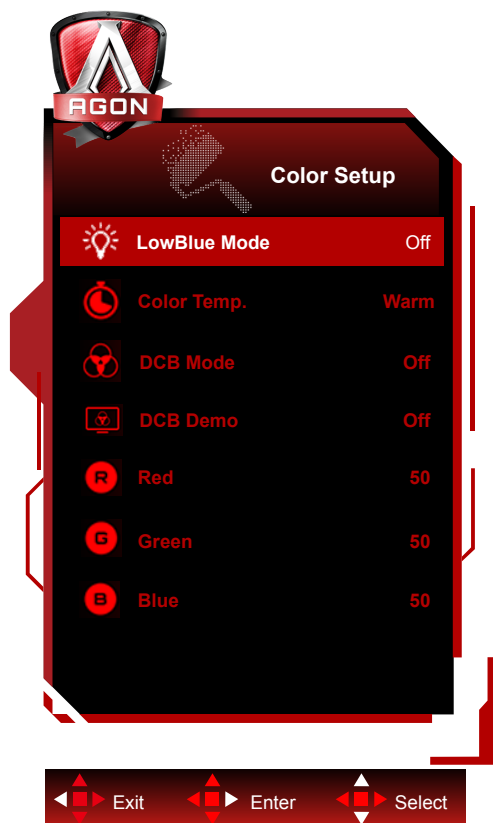 AGON
Color Setup
LowBlue Mode Off
Color Temp. Warm
DCB Mode Off
DCB Demo Off
R Red 50
G Green 50
B Blue 50
Exit Enter Select